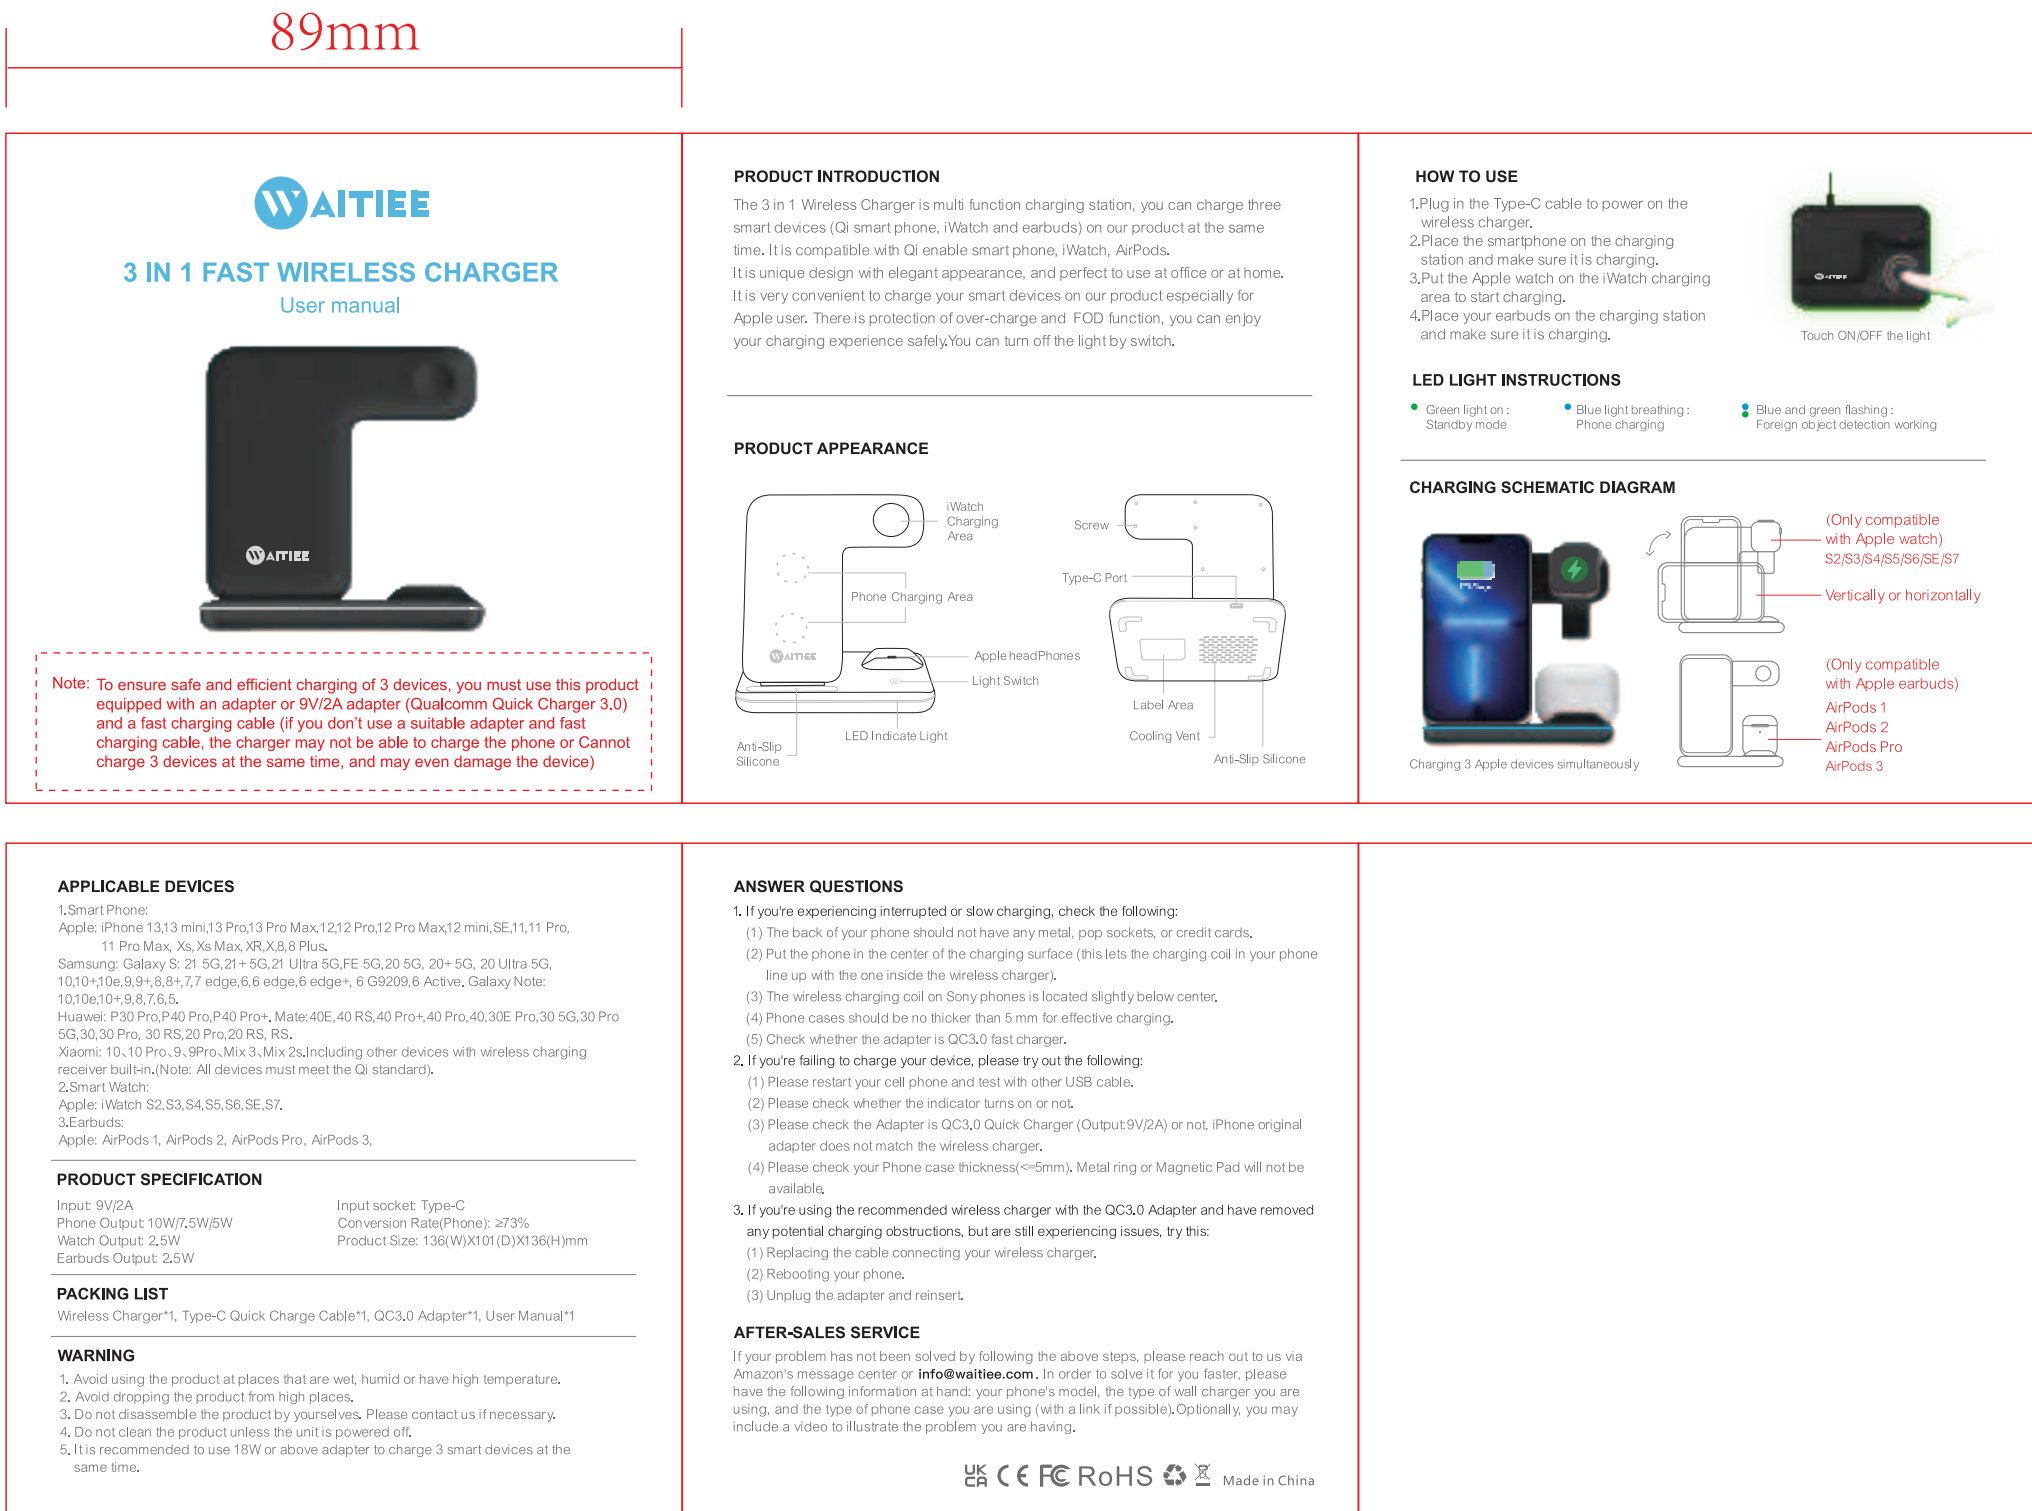 89mm
WAITIEE
3 IN 1 FAST WIRELESS CHARGER
User manual
WAITIEE
Note: To ensure safe and efficient charging of 3 devices, you must use this product
equipped with an adapter or 9V/2A adapter (Qualcomm Quick Charger 3.0)
and a fast charging cable (if you don't use a suitable adapter and fast
charging cable, the charger may not be able to charge the phone or Cannot
charge 3 devices at the same time, and may even damage the device)
PRODUCT INTRODUCTION
The 3 in 1 Wireless Charger is multi function charging station, you can charge three
smart devices (Qi smart phone, iWatch and earbuds) on our product at the same
time. It is compatible with Qi enable smart phone, iWatch, AirPods.
It is unique design with elegant appearance, and perfect to use at office or at home.
It is very convenient to charge your smart devices on our product especially for
Apple user. There is protection of over-charge and FOD function, you can enjoy
your charging experience safely.You can turn off the light by switch.
PRODUCT APPEARANCE
iWatch
Charging
Area
Phone Charging Area
WAITIEE
Apple headPhones
Light Switch
LED Indicate Light
Anti-Slip
Silicone
Screw
Type-C Port
Label Area
Cooling Vent
Anti-Slip Silicone
HOW TO USE
1.Plug in the Type-C cable to power on the
wireless charger.
2.Place the smartphone on the charging
station and make sure it is charging.
3.Put the Apple watch on the iWatch charging
area to start charging.
4.Place your earbuds on the charging station
and make sure it is charging.
WAITIEE
Touch ON/OFF the light
LED LIGHT INSTRUCTIONS
Green light on :
Standby mode
Blue light breathing :
Phone charging
Blue and green flashing :
Foreign object detection working
CHARGING SCHEMATIC DIAGRAM
Charging 3 Apple devices simultaneously
(Only compatible
with Apple watch)
S2/S3/S4/S5/S6/SE/S7
Vertically or horizontally
(Only compatible
with Apple earbuds)
AirPods 1
AirPods 2
AirPods Pro
AirPods 3
APPLICABLE DEVICES
1.Smart Phone:
Apple: iPhone 13,13 mini,13 Pro,13 Pro Max,12,12 Pro,12 Pro Max,12 mini,SE,11,11 Pro,
11 Pro Max, Xs,Xs Max,XR,X,8,8 Plus.
Samsung: Galaxy S: 21 5G,21+ 5G,21 Ultra 5G,FE 5G,20 5G, 20+ 5G, 20 Ultra 5G,
10,10+,10e,9,9+,8,8+,7,7 edge,6,6 edge,6 edge+, 6 G9209,6 Active. Galaxy Note:
10,10e,10+,9,8,7,6,5.
Huawei: P30 Pro,P40 Pro,P40 Pro+. Mate:40E,40 RS,40 Pro+,40 Pro,40,30E Pro,30 5G,30 Pro
5G,30,30 Pro, 30 RS,20 Pro,20 RS, RS.
Xiaomi: 10、10 Pro、9、9Pro、Mix 3、Mix 2s.Including other devices with wireless charging
receiver built-in.(Note: All devices must meet the Qi standard).
2.Smart Watch:
Apple: iWatch S2,S3,S4,S5,S6,SE,S7.
3.Earbuds:
Apple: AirPods 1, AirPods 2, AirPods Pro, AirPods 3,
PRODUCT SPECIFICATION
Input: 9V/2A
Phone Output: 10W/7.5W/5W
Watch Output: 2.5W
Earbuds Output: 2.5W
Input socket: Type-C
Conversion Rate(Phone): ≥73%
Product Size: 136(W)X101(D)X136(H)mm
PACKING LIST
Wireless Charger*1, Type-C Quick Charge Cable*1, QC3.0 Adapter*1, User Manual*1
WARNING
1. Avoid using the product at places that are wet, humid or have high temperature.
2. Avoid dropping the product from high places.
3. Do not disassemble the product by yourselves. Please contact us if necessary.
4. Do not clean the product unless the unit is powered off.
5. It is recommended to use 18W or above adapter to charge 3 smart devices at the
same time.
ANSWER QUESTIONS
1. If you're experiencing interrupted or slow charging, check the following:
(1) The back of your phone should not have any metal, pop sockets, or credit cards.
(2) Put the phone in the center of the charging surface (this lets the charging coil in your phone
line up with the one inside the wireless charger).
(3) The wireless charging coil on Sony phones is located slightly below center.
(4) Phone cases should be no thicker than 5 mm for effective charging.
(5) Check whether the adapter is QC3.0 fast charger.
2. If you're failing to charge your device, please try out the following:
(1) Please restart your cell phone and test with other USB cable.
(2) Please check whether the indicator turns on or not.
(3) Please check the Adapter is QC3.0 Quick Charger (Output:9V/2A) or not, iPhone original
adapter does not match the wireless charger.
(4) Please check your Phone case thickness(<=5mm). Metal ring or Magnetic Pad will not be
available.
3. If you're using the recommended wireless charger with the QC3.0 Adapter and have removed
any potential charging obstructions, but are still experiencing issues, try this:
(1) Replacing the cable connecting your wireless charger.
(2) Rebooting your phone.
(3) Unplug the adapter and reinsert.
AFTER-SALES SERVICE
If your problem has not been solved by following the above steps, please reach out to us via
Amazon's message center or info@waitiee.com. In order to solve it for you faster, please
have the following information at hand: your phone's model, the type of wall charger you are
using, and the type of phone case you are using (with a link if possible).Optionally, you may
include a video to illustrate the problem you are having.
UK CA CE FC RoHS Made in China